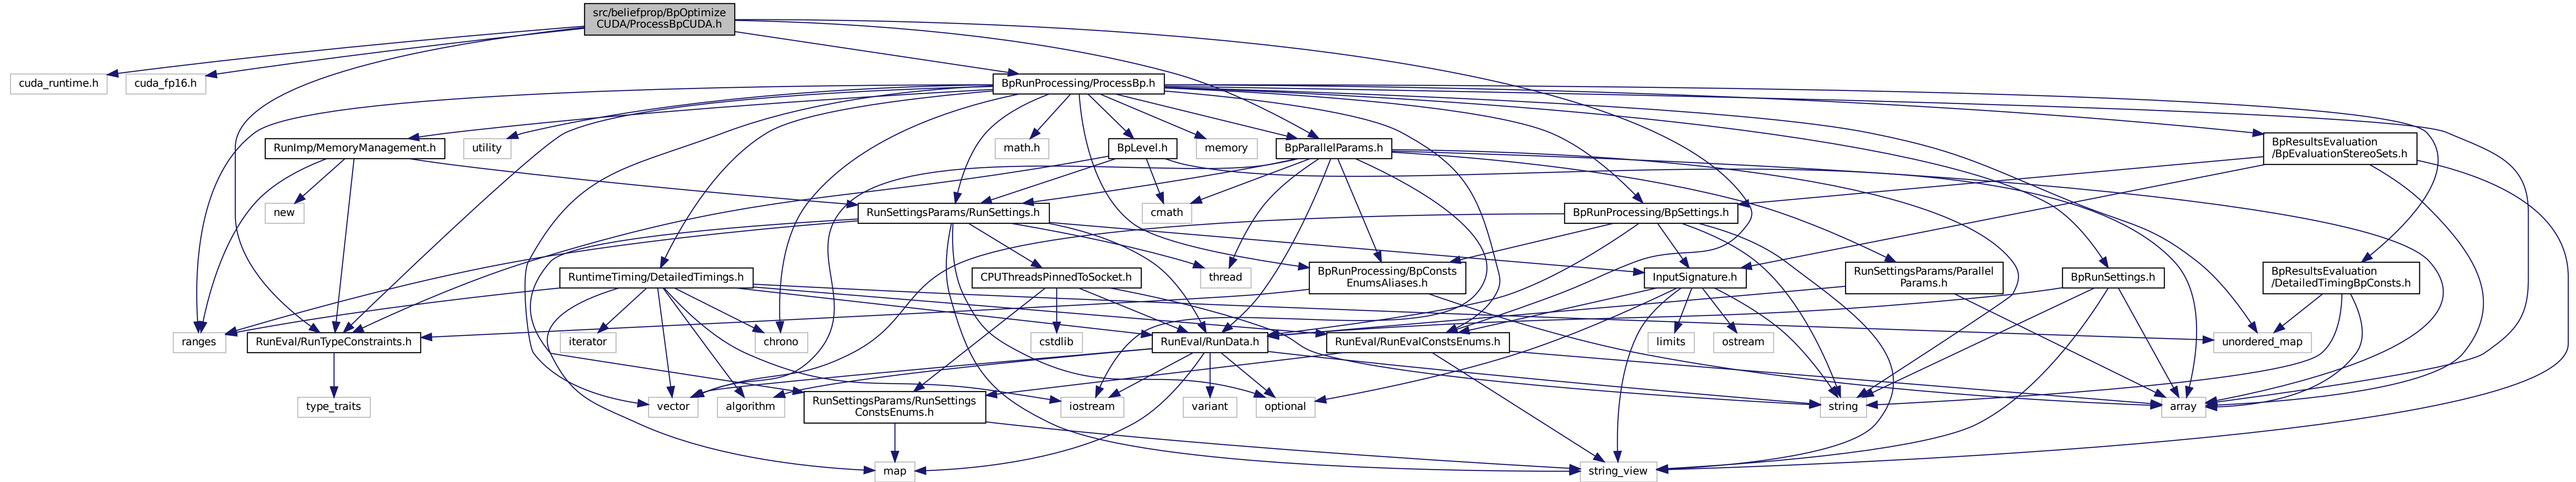 src/beliefprop/BpOptimize
CUDA/ProcessBpCUDA.h
cuda_runtime.h
cuda_fp16.h
BpRunProcessing/ProcessBp.h
RunImp/MemoryManagement.h
utility
math.h
BpLevel.h
memory
BpParallelParams.h
BpResultsEvaluation
/BpEvaluationStereoSets.h
new
RunSettingsParams/RunSettings.h
cmath
BpRunProcessing/BpSettings.h
RuntimeTiming/DetailedTimings.h
CPUThreadsPinnedToSocket.h
thread
BpRunProcessing/BpConsts
EnumsAliases.h
InputSignature.h
RunSettingsParams/Parallel
Params.h
BpRunSettings.h
BpResultsEvaluation
/DetailedTimingBpConsts.h
ranges
RunEval/RunTypeConstraints.h
iterator
chrono
cstdlib
RunEval/RunData.h
RunEval/RunEvalConstsEnums.h
limits
ostream
unordered_map
type_traits
vector
algorithm
RunSettingsParams/RunSettings
ConstsEnums.h
iostream
variant
optional
string
array
map
string_view